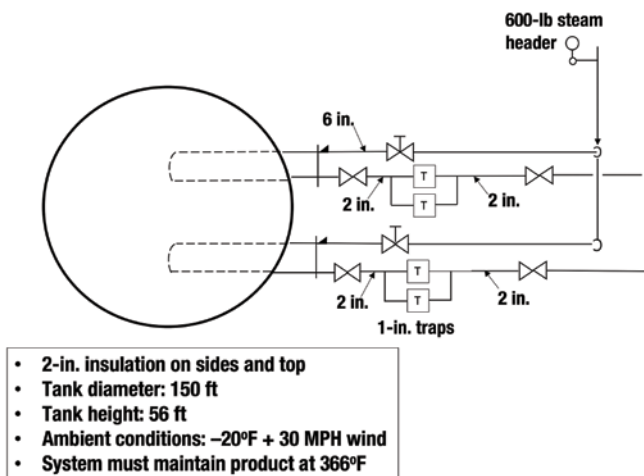 600-lb steam
header
6 in.
T
2 in.
2 in.
T
T
2 in.
2 in.
T
1-in. traps
• 2-in. insulation on sides and top
• Tank diameter: 150 ft
• Tank height: 56 ft
• Ambient conditions: –20ºF + 30 MPH wind
• System must maintain product at 366ºF